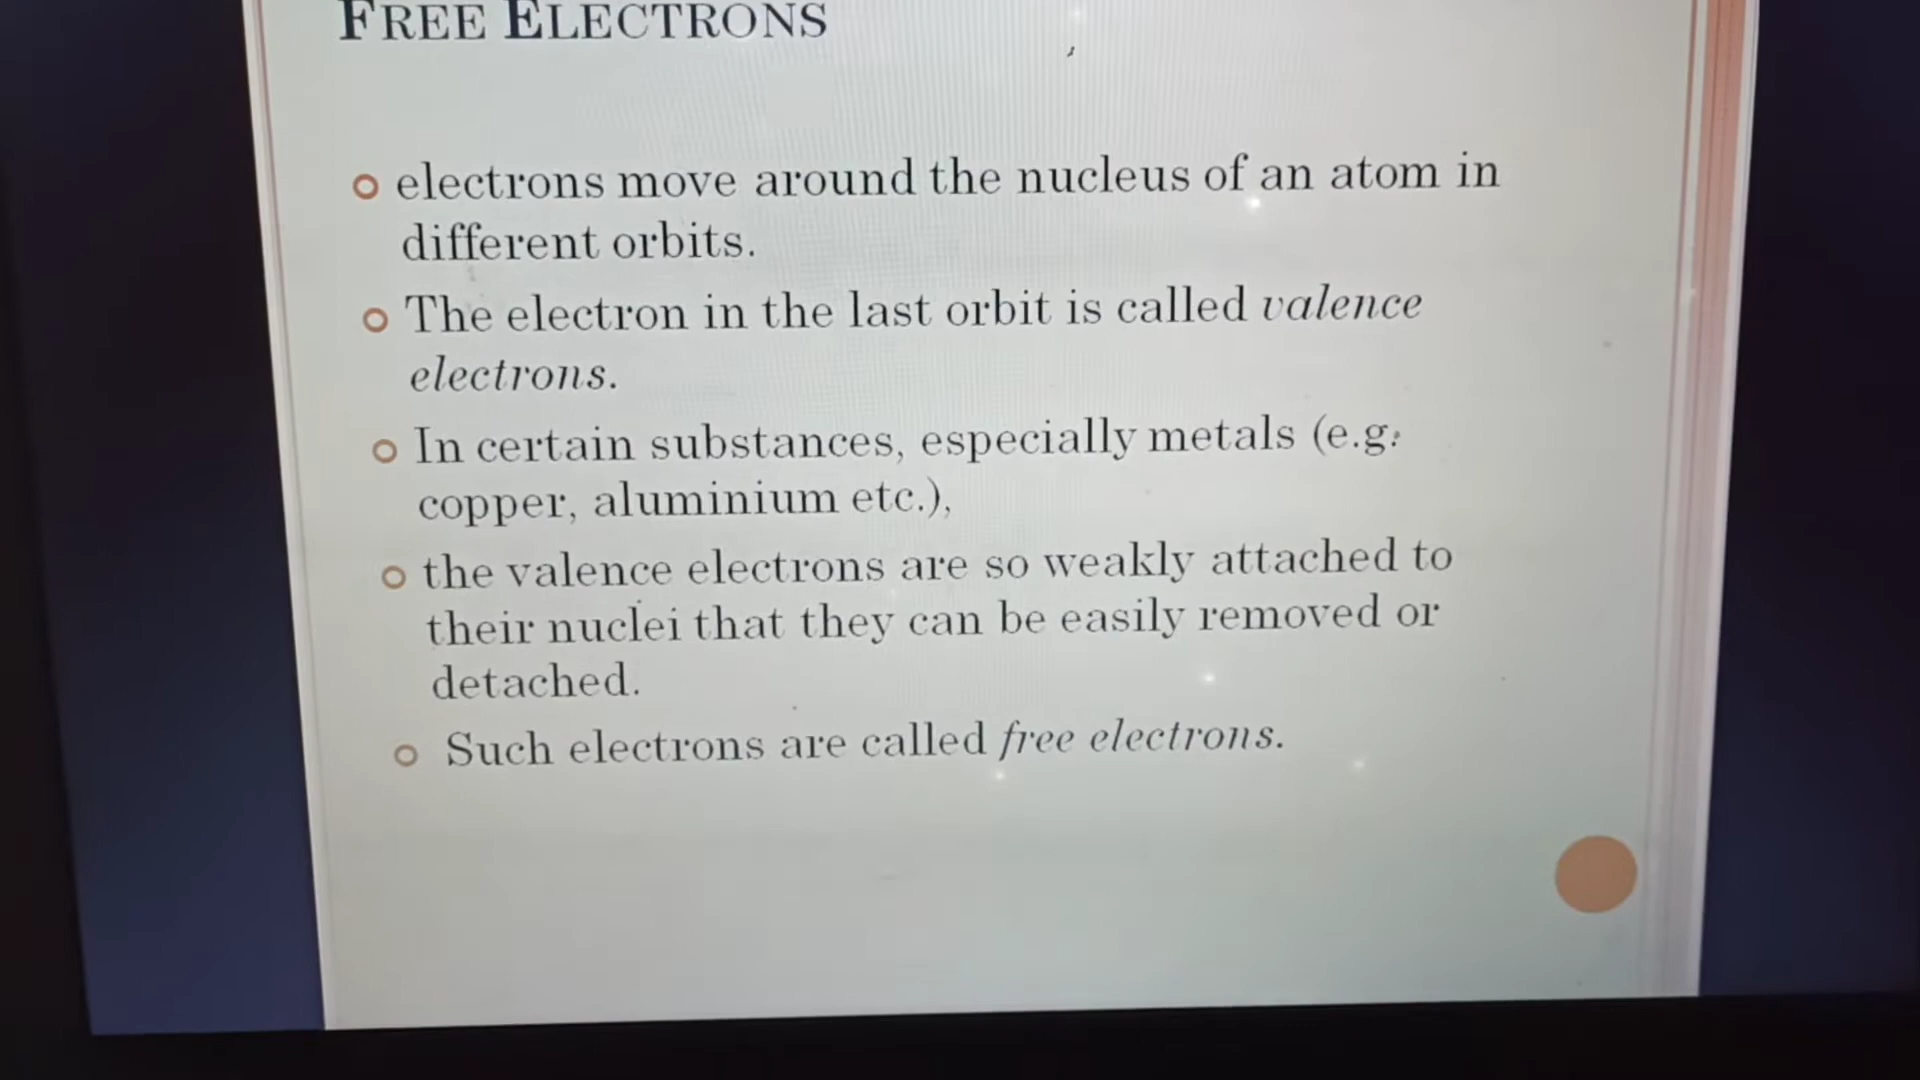 FREE ELECTRONS
electrons move around the nucleus of an atom in
different orbits.
The electron in the last orbit is called valence
electrons.
In certain substances, especially metals (e.g.
copper, aluminium etc.),
the valence electrons are so weakly attached to
their nuclei that they can be easily removed or
detached.
Such electrons are called free electrons.